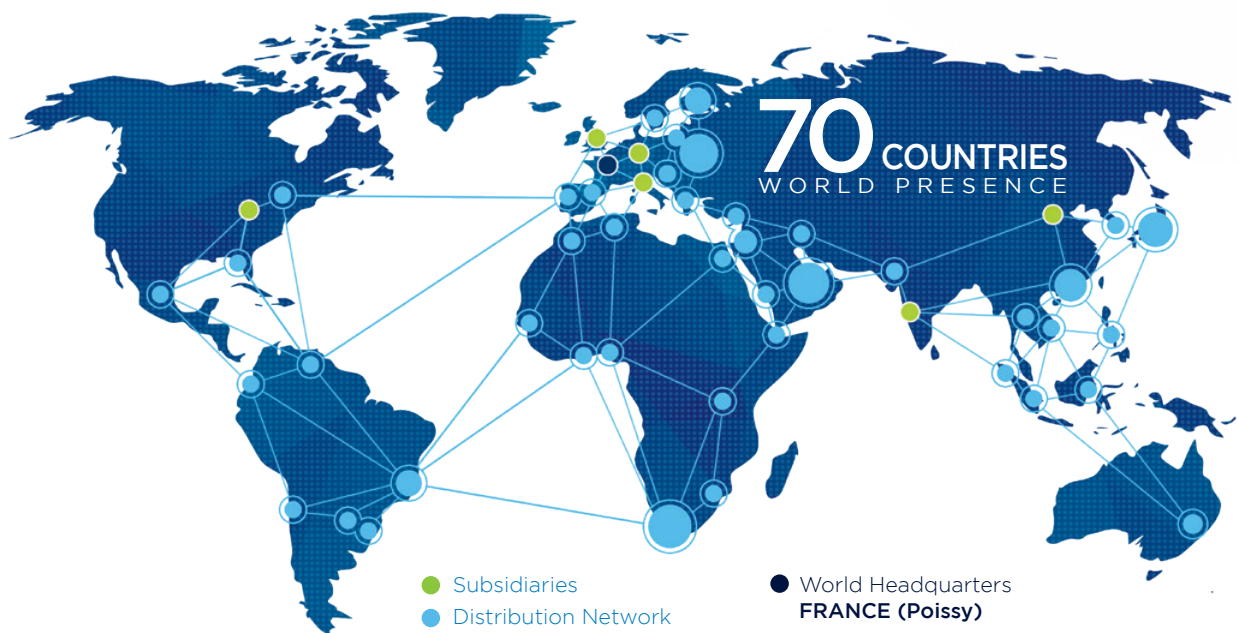 70 COUNTRIES
WORLD PRESENCE
Subsidiaries
Distribution Network
World Headquarters
FRANCE (Poissy)